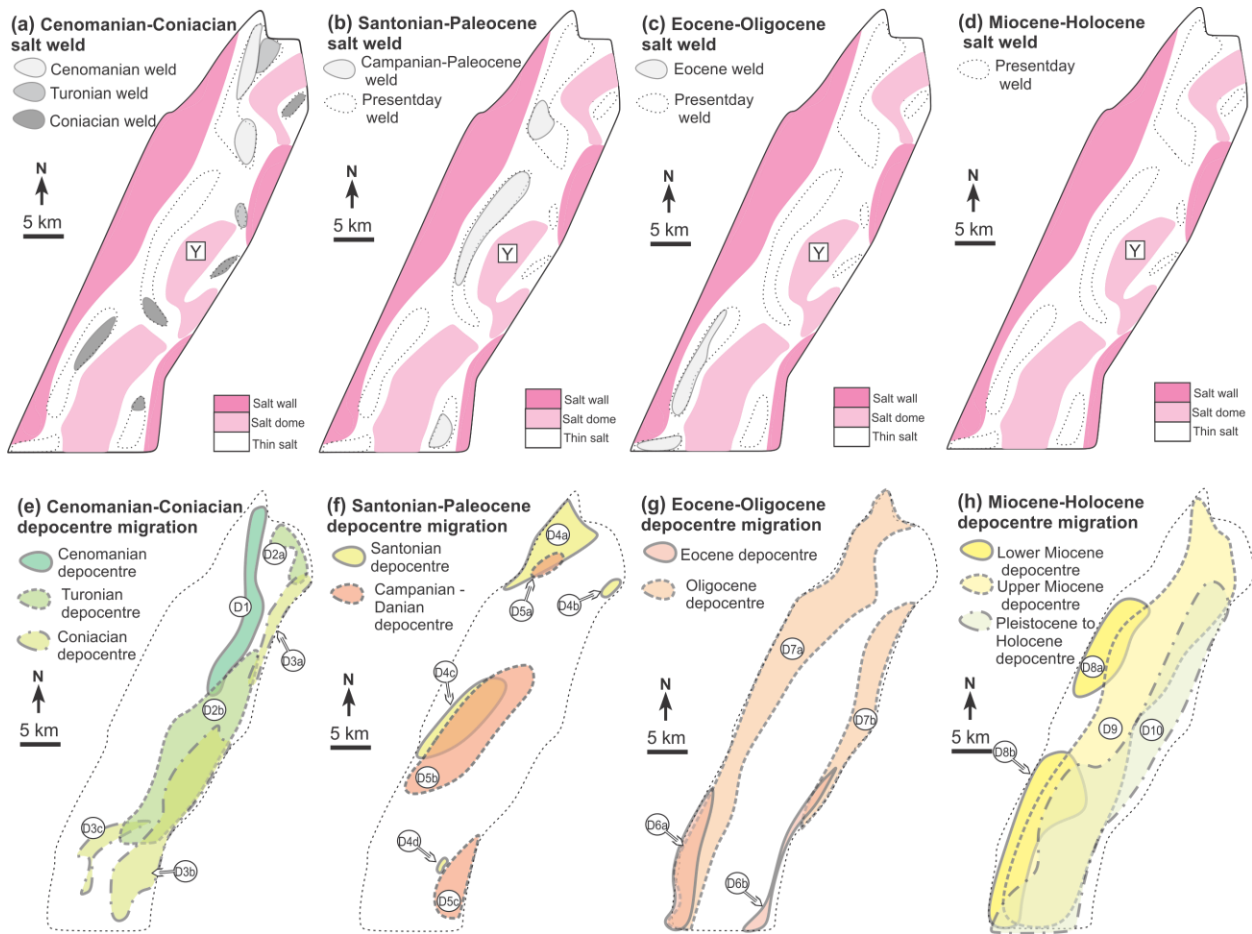 (a) Cenomanian-Coniacian
salt weld
Cenomanian weld
Turonian weld
Coniacian weld
N
5 km
Y
Salt wall
Salt dome
Thin salt
(b) Santonian-Paleocene
salt weld
Campanian-Paleocene
weld
Presentday
weld
N
5 km
Y
Salt wall
Salt dome
Thin salt
(c) Eocene-Oligocene
salt weld
Eocene weld
Presentday
weld
N
5 km
Y
Salt wall
Salt dome
Thin salt
(d) Miocene-Holocene
salt weld
Presentday
weld
N
5 km
Y
Salt wall
Salt dome
Thin salt
(e) Cenomanian-Coniacian
depocentre migration
Cenomanian
depocentre
Turonian
depocentre
Coniacian
depocentre
N
5 km
D2a
D1
D3a
D2b
D3c
D3b
(f) Santonian-Paleocene
depocentre migration
Santonian
depocentre
Campanian -
Danian
depocentre
N
5 km
D4a
D5a
D4b
D4c
D5b
D4d
D5c
(g) Eocene-Oligocene
depocentre migration
Eocene depocentre
Oligocene
depocentre
N
5 km
D7a
D7b
D6a
D6b
(h) Miocene-Holocene
depocentre migration
Lower Miocene
depocentre
Upper Miocene
depocentre
Pleistocene to
Holocene
depocentre
N
5 km
D8a
D9
D10
D8b